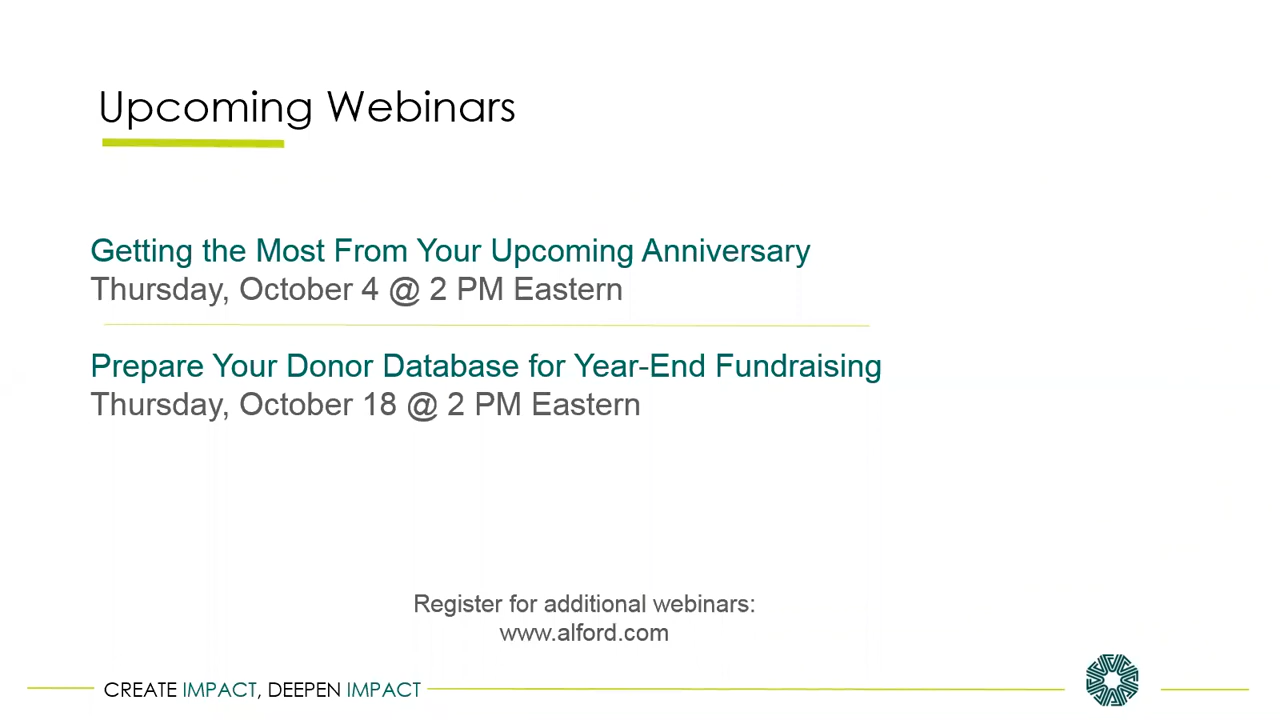 Upcoming Webinars
Getting the Most From Your Upcoming Anniversary
Thursday, October 4 @ 2 PM Eastern
Prepare Your Donor Database for Year-End Fundraising
Thursday, October 18 @ 2 PM Eastern
Register for additional webinars:
www.alford.com
CREATE IMPACT, DEEPEN IMPACT